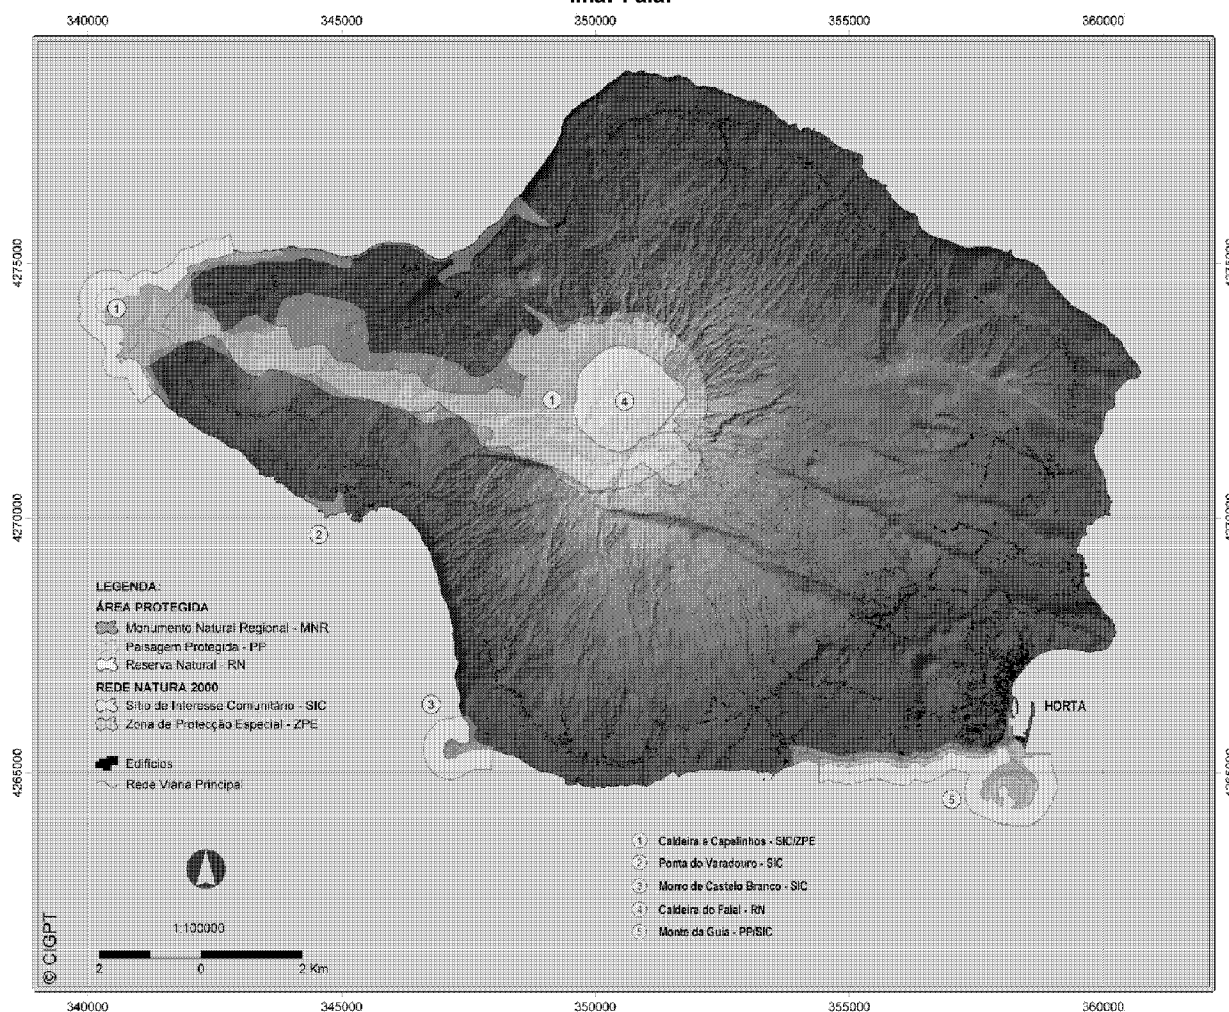 340000 345000 350000 355000 360000
4275000
4270000
4265000
1
1
4
2
3
5
HORTA
LEGENDA:
ÁREA PROTEGIDA
Monumento Natural Regional - MNR
Paisagem Protegida - PP
Reserva Natural - RN
REDE NATURA 2000
Sítio de Interesse Comunitário - SIC
Zona de Protecção Especial - ZPE
Edifícios
Rede Viária Principal
1 Caldeira e Capelinhos - SIC/ZPE
2 Ponta do Varadouro - SIC
3 Morro de Castelo Branco - SIC
4 Caldeira do Faial - RN
5 Monte da Guia - PP/SIC
1:100000
2 0 2 Km
© CIGPT
340000 345000 350000 355000 360000